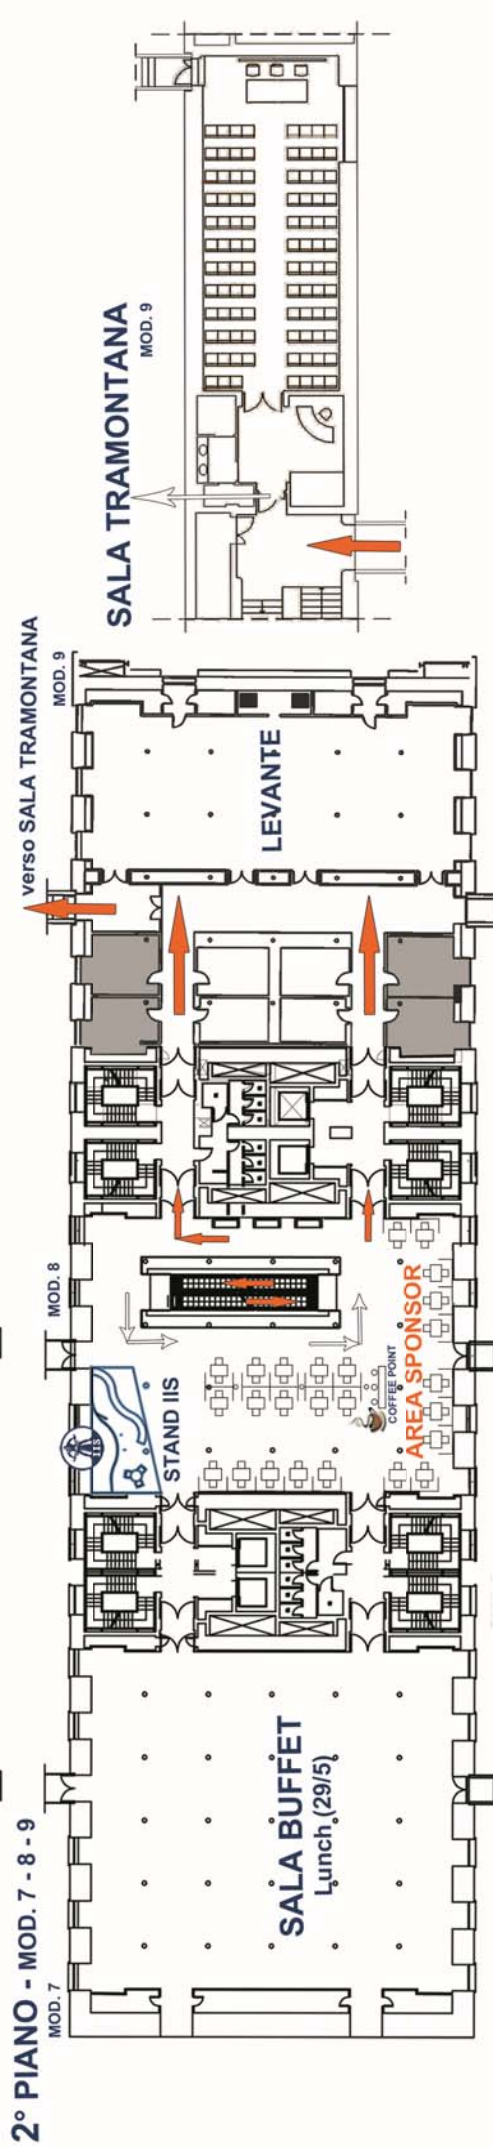 2° PIANO - MOD. 7 - 8 - 9
MOD. 7
SALA BUFFET
Lunch (29/5)
MOD. 8
IIS
STAND IIS
COFFEE POINT
AREA SPONSOR
verso SALA TRAMONTANA
MOD. 9
LEVANTE
SALA TRAMONTANA
MOD. 9